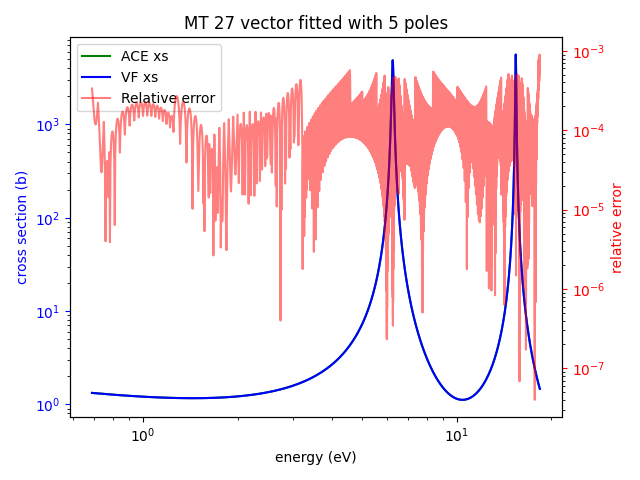 MT 27 vector fitted with 5 poles
ACE xs
VF xs
Relative error
cross section (b)
10³
10²
10¹
10⁰
relative error
10⁻³
10⁻⁴
10⁻⁵
10⁻⁶
10⁻⁷
10⁰ 10¹
energy (eV)